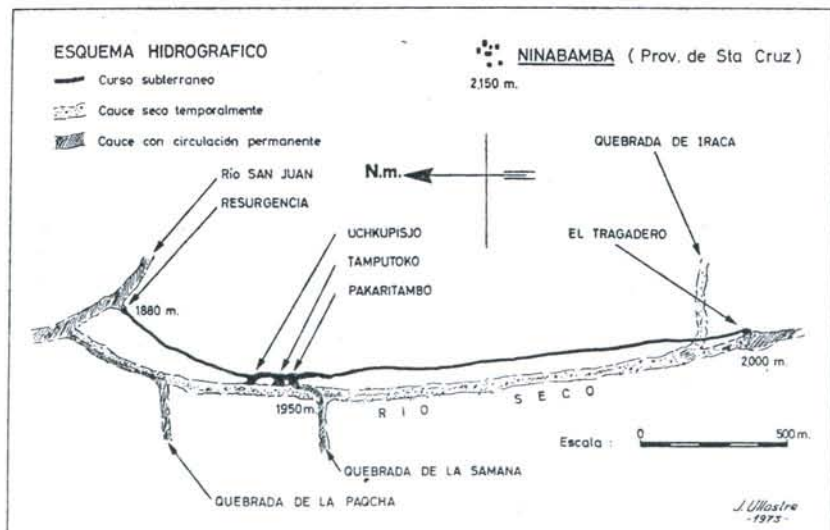 ESQUEMA HIDROGRAFICO
Curso subterraneo
Cauce seco temporalmente
Cauce con circulación permanente
NINABAMBA (Prov. de Sta Cruz)
2,150 m.
QUEBRADA DE IRACA
N.m.
Río SAN JUAN
RESURGENCIA
UCHKUPISJO
TAMPUTOKO
PAKARITAMBO
EL TRAGADERO
1880 m.
2000 m.
1950m.
RIO SECO
Escala :
0
500 m.
QUEBRADA DE LA SAMANA
QUEBRADA DE LA PAQCHA
J. Ullastre
-1973-